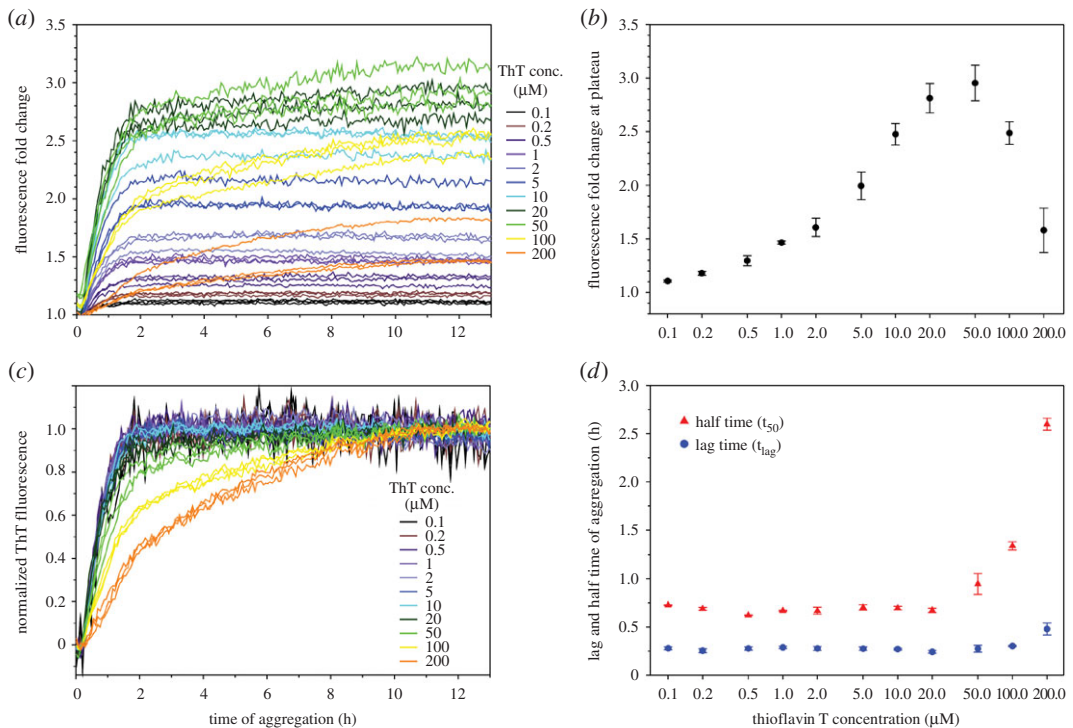 (a)
3.5
3.0
2.5
2.0
1.5
1.0
fluorescence fold change
0 2 4 6 8 10 12
ThT conc.
(µM)
0.1
0.2
0.5
1
2
5
10
20
50
100
200
(b)
3.5
3.0
2.5
2.0
1.5
1.0
fluorescence fold change at plateau
0.1 0.2 0.5 1.0 2.0 5.0 10.0 20.0 50.0 100.0 200.0
(c)
1.0
0.8
0.6
0.4
0.2
0
normalized ThT flluorescence
ThT conc.
(µM)
0.1
0.2
0.5
1
2
5
10
20
50
100
200
0 2 4 6 8 10 12
time of aggregation (h)
(d)
3.0
2.5
2.0
1.5
1.0
0.5
0
lag and half time of aggregation (h)
half time (t50)
lag time (tlag)
0.1 0.2 0.5 1.0 2.0 5.0 10.0 20.0 50.0 100.0 200.0
thioflavin T concentration (µM)